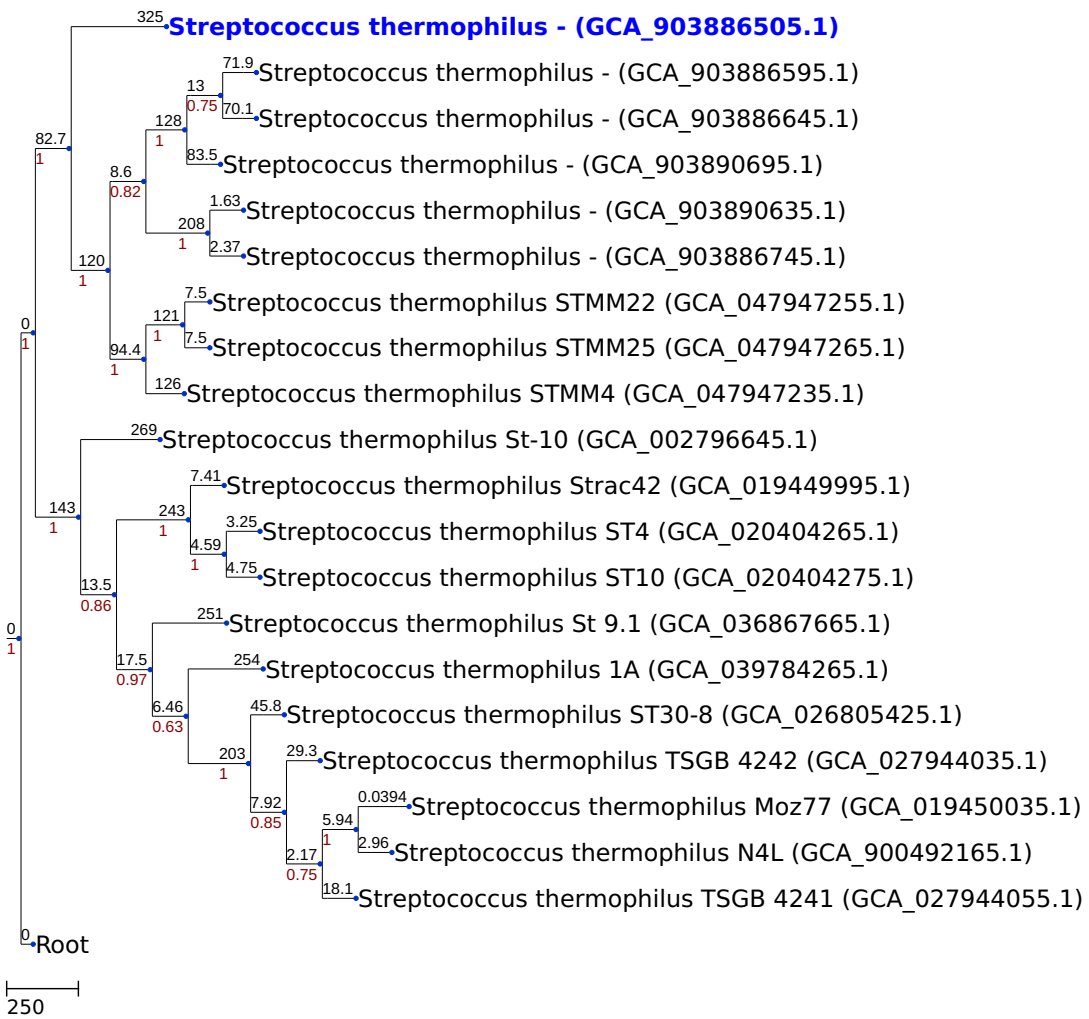 325
Streptococcus thermophilus - (GCA_903886505.1)
71.9
Streptococcus thermophilus - (GCA_903886595.1)
13
0.75
70.1
Streptococcus thermophilus - (GCA_903886645.1)
128
1
82.7
1
83.5
Streptococcus thermophilus - (GCA_903890695.1)
8.6
0.82
1.63
Streptococcus thermophilus - (GCA_903890635.1)
208
1
2.37
Streptococcus thermophilus - (GCA_903886745.1)
120
1
7.5
Streptococcus thermophilus STMM22 (GCA_047947255.1)
121
1
0
1
7.5
Streptococcus thermophilus STMM25 (GCA_047947265.1)
94.4
1
126
Streptococcus thermophilus STMM4 (GCA_047947235.1)
269
Streptococcus thermophilus St-10 (GCA_002796645.1)
7.41
Streptococcus thermophilus Strac42 (GCA_019449995.1)
143
1
243
1
3.25
Streptococcus thermophilus ST4 (GCA_020404265.1)
4.59
1
4.75
Streptococcus thermophilus ST10 (GCA_020404275.1)
13.5
0.86
251
Streptococcus thermophilus St 9.1 (GCA_036867665.1)
0
1
17.5
0.97
254
Streptococcus thermophilus 1A (GCA_039784265.1)
6.46
0.63
45.8
Streptococcus thermophilus ST30-8 (GCA_026805425.1)
203
1
29.3
Streptococcus thermophilus TSGB 4242 (GCA_027944035.1)
7.92
0.85
0.0394
Streptococcus thermophilus Moz77 (GCA_019450035.1)
5.94
1
2.96
Streptococcus thermophilus N4L (GCA_900492165.1)
2.17
0.75
18.1
Streptococcus thermophilus TSGB 4241 (GCA_027944055.1)
0
Root
250